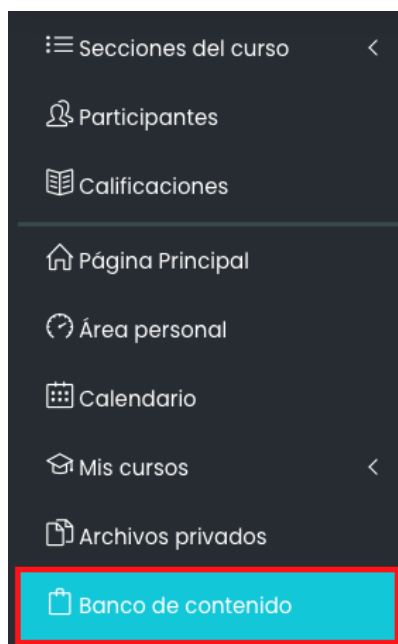 Secciones del curso
Participantes
Calificaciones
Página Principal
Área personal
Calendario
Mis cursos
Archivos privados
Banco de contenido